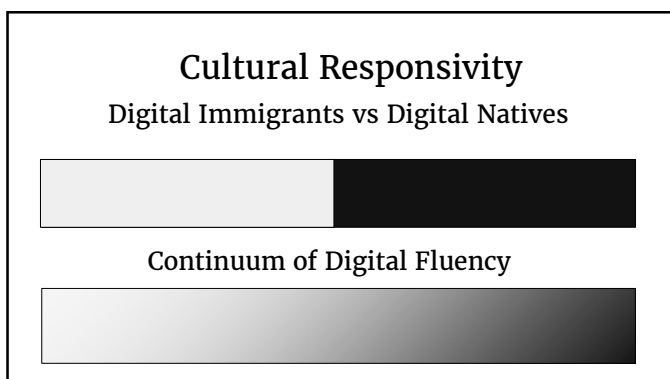 Cultural Responsivity
Digital Immigrants vs Digital Natives
Continuum of Digital Fluency